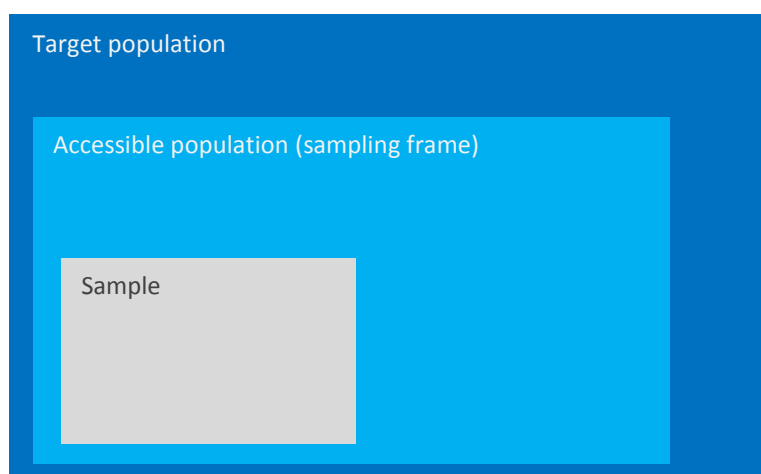 Target population
Accessible population (sampling frame)
Sample